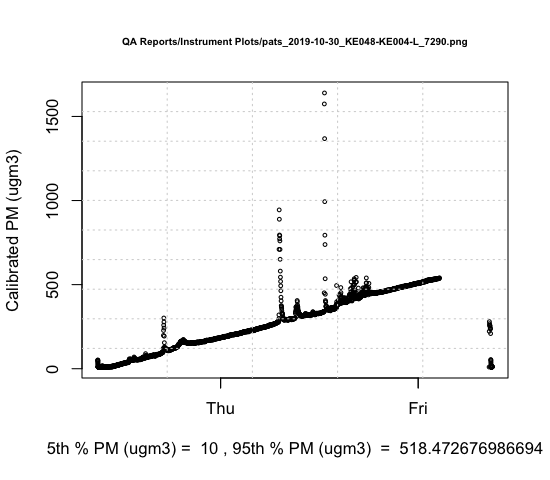 QA Reports/Instrument Plots/pats_2019-10-30_KE048-KE004-L_7290.png
Calibrated PM (ugm3)
1500
1000
500
0
Thu Fri
5th % PM (ugm3) =  10 , 95th % PM (ugm3)  =  518.472676986694